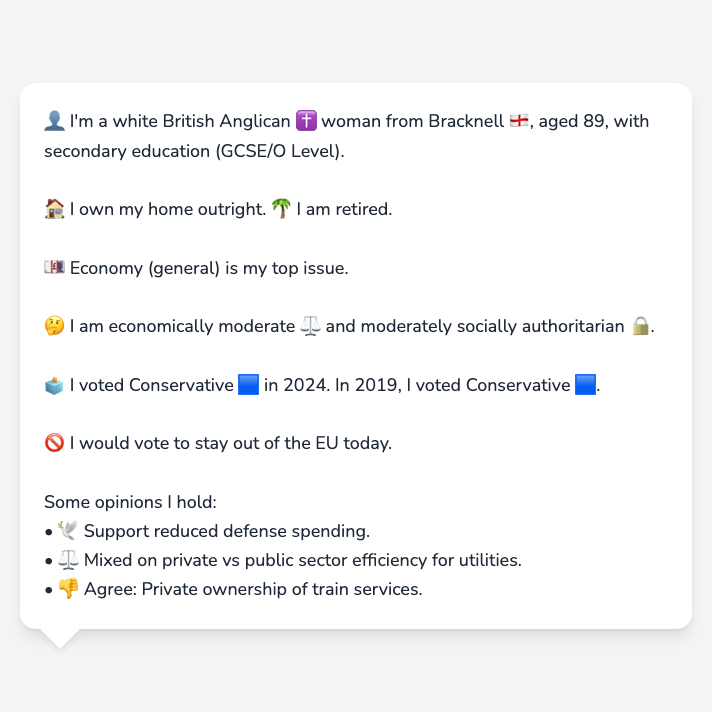 👤 I'm a white British Anglican ✝️ woman from Bracknell 🏴󠁧󠁢󠁥󠁮󠁧󠁿, aged 89, with
secondary education (GCSE/O Level).
🏠 I own my home outright. 🌴 I am retired.
💷 Economy (general) is my top issue.
🤔 I am economically moderate ⚖️ and moderately socially authoritarian 🔒.
🗳️ I voted Conservative 🟦 in 2024. In 2019, I voted Conservative 🟦.
🚫 I would vote to stay out of the EU today.
Some opinions I hold:
• 🕊️ Support reduced defense spending.
• ⚖️ Mixed on private vs public sector efficiency for utilities.
• 👎 Agree: Private ownership of train services.